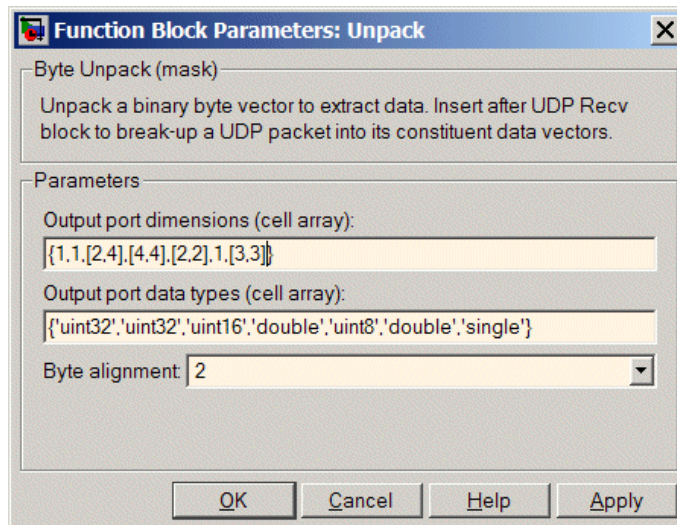 Function Block Parameters: Unpack
Byte Unpack (mask)
Unpack a binary byte vector to extract data. Insert after UDP Recv
block to break-up a UDP packet into its constituent data vectors.
Parameters
Output port dimensions (cell array):
{1,1,[2,4],[4,4],[2,2],1,[3,3]}
Output port data types (cell array):
{'uint32','uint32','uint16','double','uint8','double','single'}
Byte alignment: 2
OK Cancel Help Apply